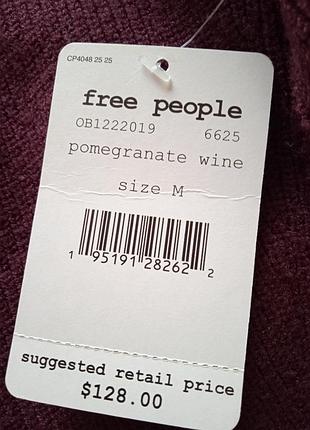 CP4048 25 25
free people
OB1222019 6625
pomegranate wine
size M
1 95191 28262 2
suggested retail price
$128.00